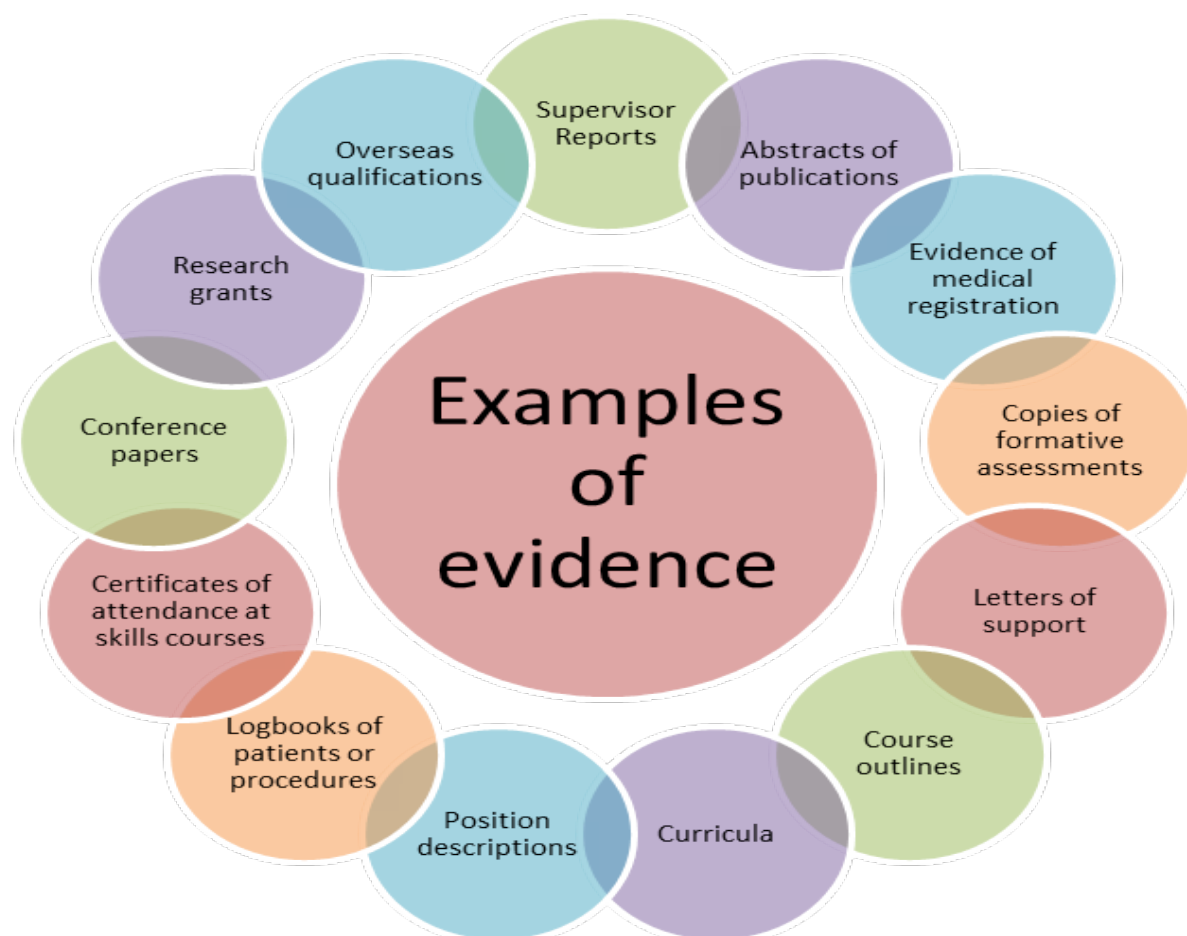 Supervisor
Reports
Abstracts of
publications
Evidence of
medical
registration
Copies of
formative
assessments
Letters of
support
Course
outlines
Curricula
Position
descriptions
Logbooks of
patients or
procedures
Certificates of
attendance at
skills courses
Conference
papers
Research
grants
Overseas
qualifications
Examples
of
evidence